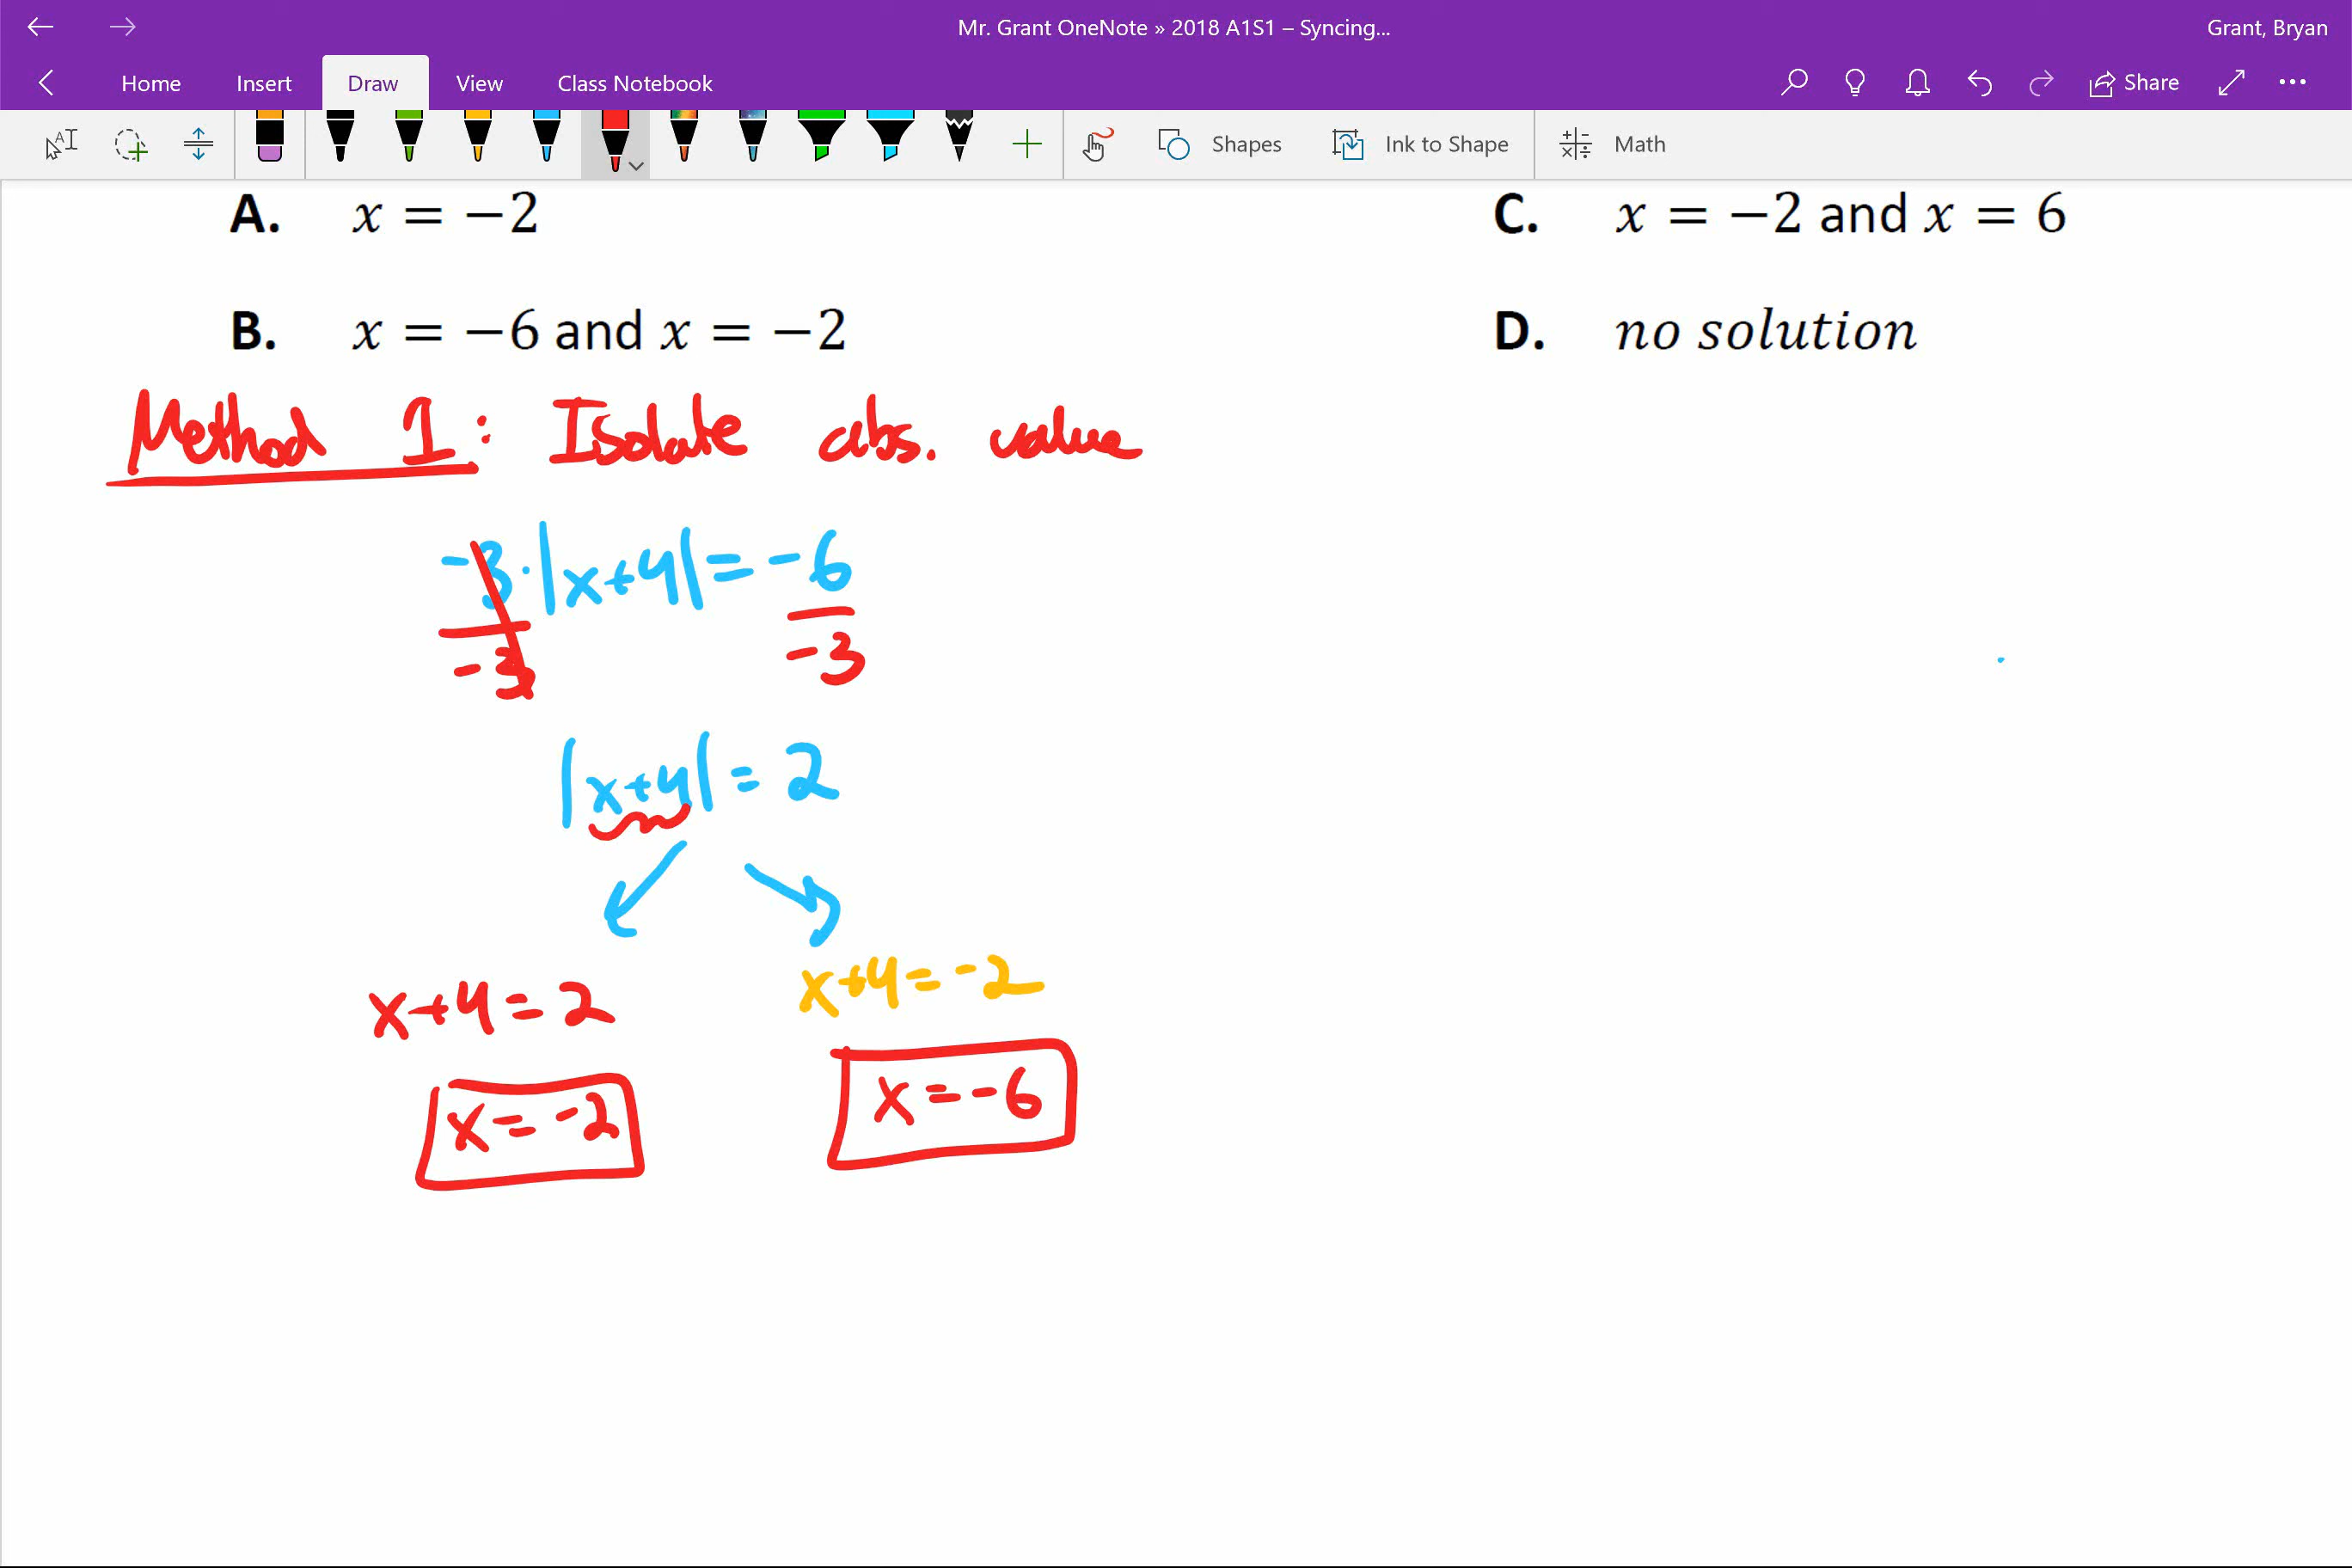 Mr. Grant OneNote » 2018 A1S1 – Syncing...
Grant, Bryan
Home Insert Draw View Class Notebook
Share
Shapes Ink to Shape Math
A. x = −2
C. x = −2 and x = 6
B. x = −6 and x = −2
D. no solution
Method 1: Isolate abs. value
-3·|x+4|=-6
-3 -3
|x+4|=2
x+4=2
x+4=-2
x=-2
x=-6